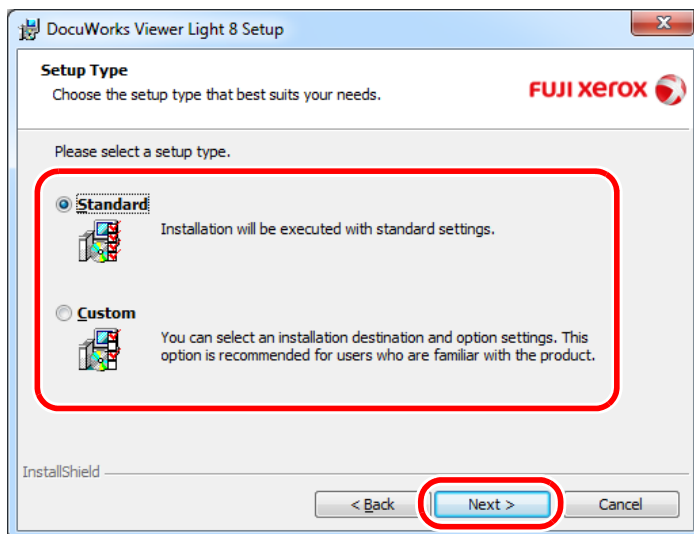 DocuWorks Viewer Light 8 Setup
Setup Type
Choose the setup type that best suits your needs.
FUJI xerox
Please select a setup type.
Standard
Installation will be executed with standard settings.
Custom
You can select an installation destination and option settings. This
option is recommended for users who are familiar with the product.
InstallShield
< Back Next > Cancel